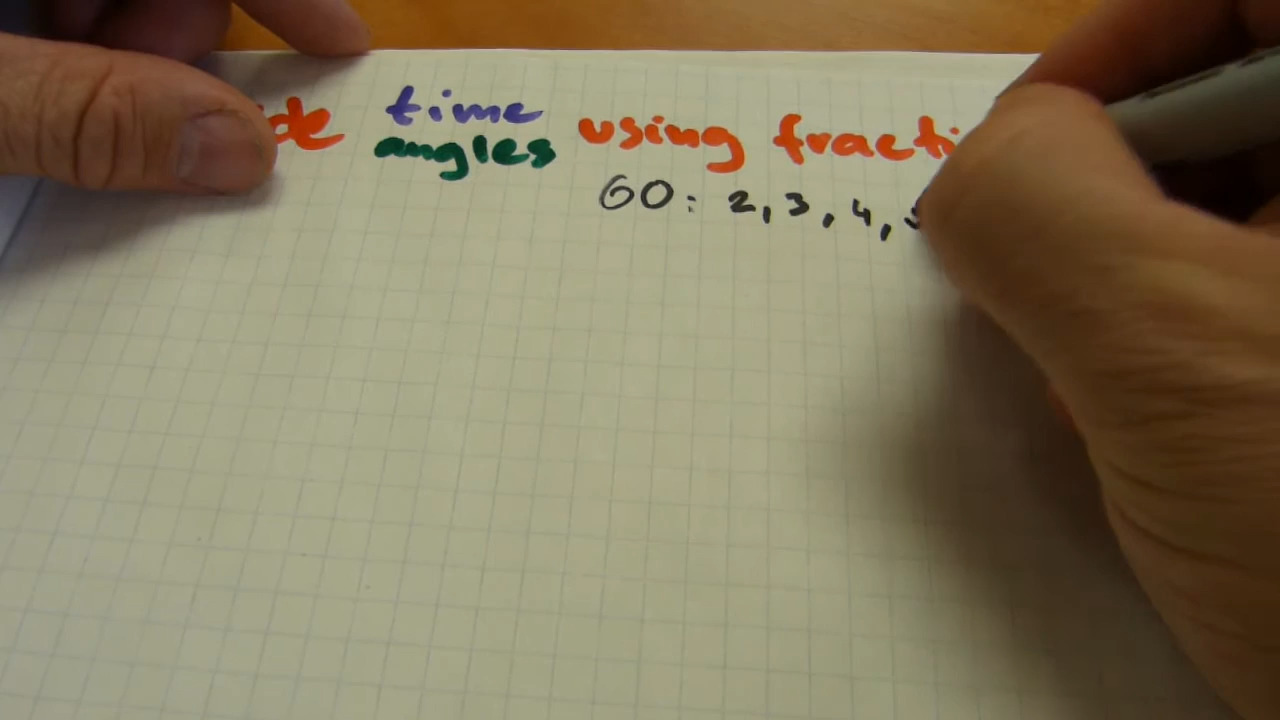 time
angles using
60: 2, 3, 4,